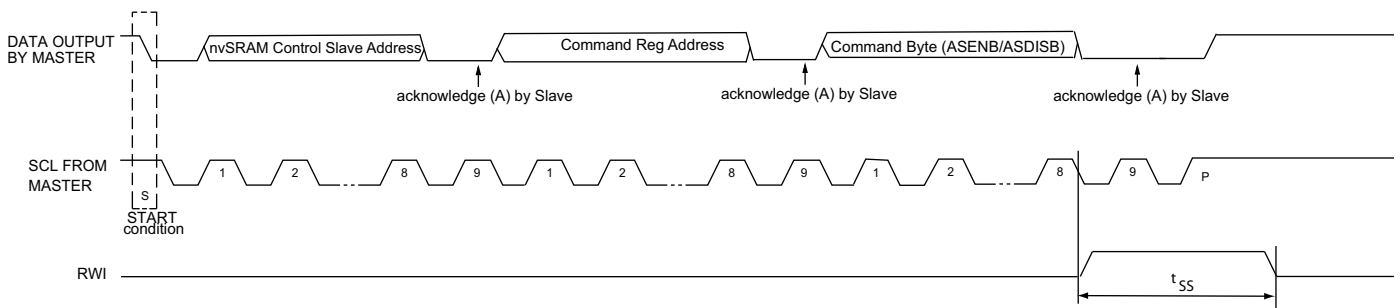 DATA OUTPUT
BY MASTER
nvSRAM Control Slave Address
Command Reg Address
Command Byte (ASENB/ASDISB)
acknowledge (A) by Slave
acknowledge (A) by Slave
acknowledge (A) by Slave
SCL FROM
MASTER
1
2
8
9
1
2
8
9
1
2
8
9
P
S
START
condition
RWI
tSS